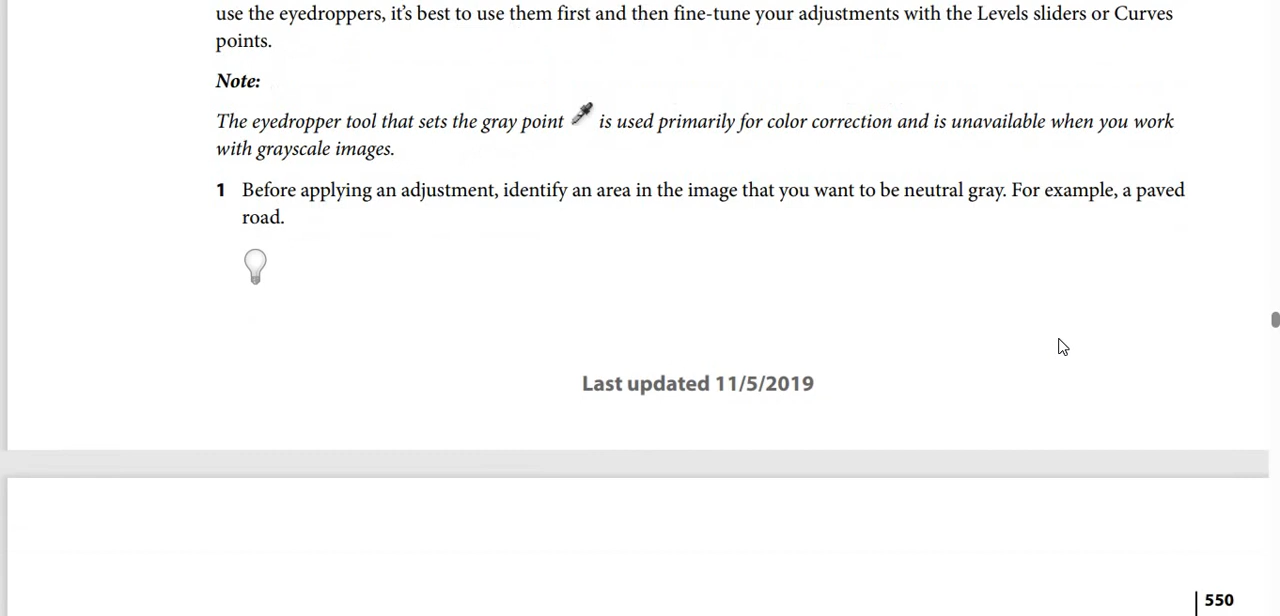 use the eyedroppers, it's best to use them first and then fine-tune your adjustments with the Levels sliders or Curves
points.
Note:
The eyedropper tool that sets the gray point is used primarily for color correction and is unavailable when you work
with grayscale images.
1 Before applying an adjustment, identify an area in the image that you want to be neutral gray. For example, a paved
road.
Last updated 11/5/2019
550